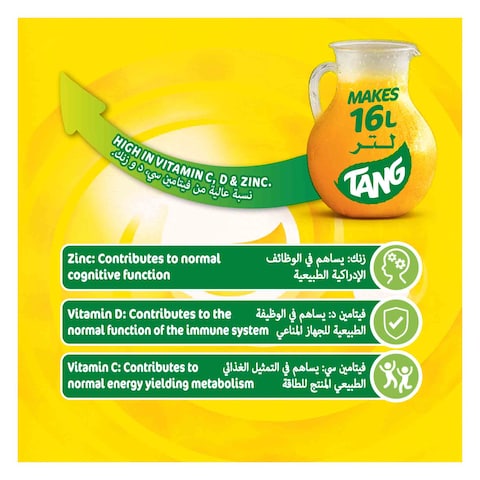 MAKES
16L
لتر
TANG
HIGH IN VITAMIN C, D & ZINC.
نسبة عالية من فيتامين سي، د و زنك.
Zinc: Contributes to normal
cognitive function
زنك: يساهم في الوظائف
الإدراكية الطبيعية
Vitamin D: Contributes to the
normal function of the immune system
فيتامين د: يساهم في الوظيفة
الطبيعية للجهاز المناعي
Vitamin C: Contributes to
normal energy yielding metabolism
فيتامين سي: يساهم في التمثيل الغذائي
الطبيعي المنتج للطاقة